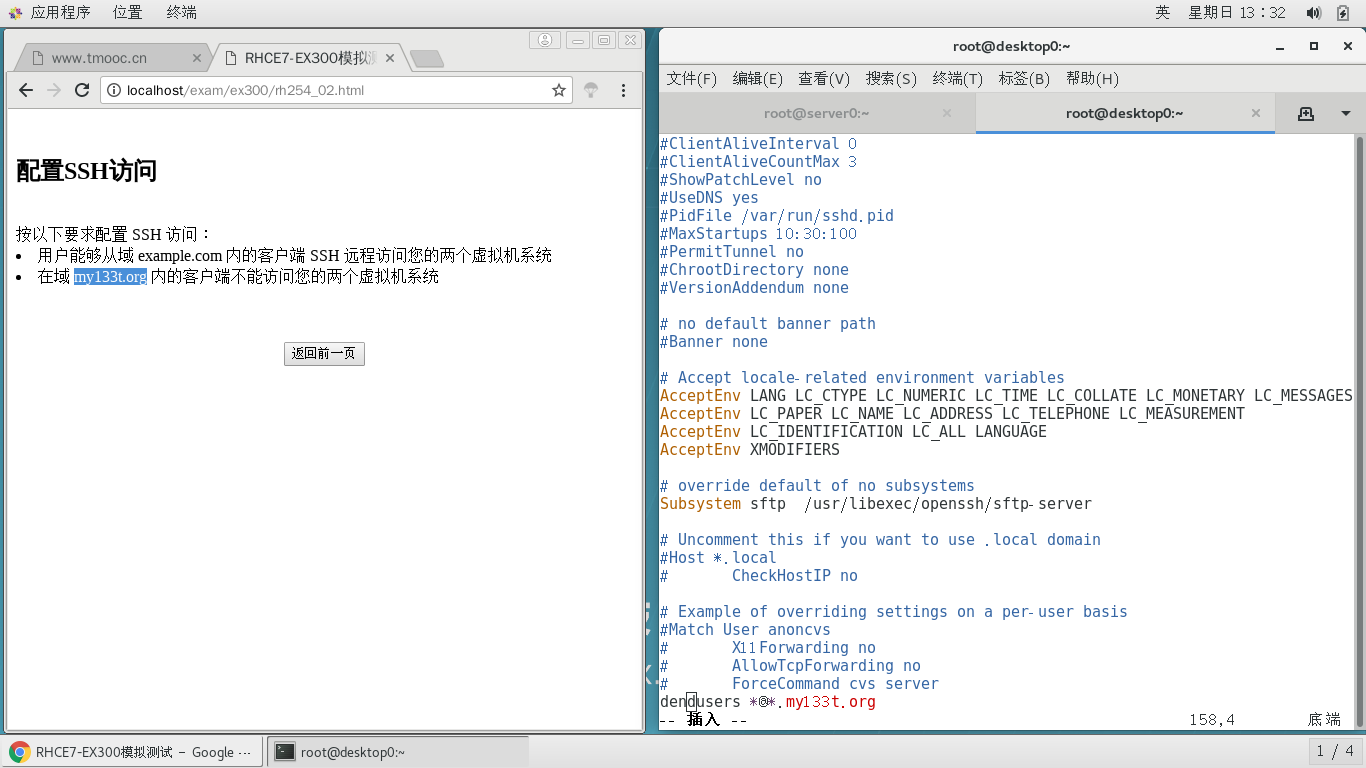 应用程序 位置 终端 英 星期日 13：32
www.tmooc.cn RHCE7-EX300模拟测
localhost/exam/ex300/rh254_02.html
配置SSH访问
按以下要求配置 SSH 访问：
• 用户能够从域 example.com 内的客户端 SSH 远程访问您的两个虚拟机系统
• 在域 my133t.org 内的客户端不能访问您的两个虚拟机系统
返回前一页
root@desktop0:~
文件(F) 编辑(E) 查看(V) 搜索(S) 终端(T) 标签(B) 帮助(H)
root@server0:~ root@desktop0:~
#ClientAliveInterval 0
#ClientAliveCountMax 3
#ShowPatchLevel no
#UseDNS yes
#PidFile /var/run/sshd.pid
#MaxStartups 10:30:100
#PermitTunnel no
#ChrootDirectory none
#VersionAddendum none
# no default banner path
#Banner none
# Accept locale-related environment variables
AcceptEnv LANG LC_CTYPE LC_NUMERIC LC_TIME LC_COLLATE LC_MONETARY LC_MESSAGES
AcceptEnv LC_PAPER LC_NAME LC_ADDRESS LC_TELEPHONE LC_MEASUREMENT
AcceptEnv LC_IDENTIFICATION LC_ALL LANGUAGE
AcceptEnv XMODIFIERS
# override default of no subsystems
Subsystem sftp  /usr/libexec/openssh/sftp-server
# Uncomment this if you want to use .local domain
#Host *.local
#       CheckHostIP no
# Example of overriding settings on a per-user basis
#Match User anoncvs
#       X11Forwarding no
#       AllowTcpForwarding no
#       ForceCommand cvs server
dendusers *@*.my133t.org
-- 插入 -- 158,4 底端
RHCE7-EX300模拟测试 – Google ··· root@desktop0:~ 1 / 4